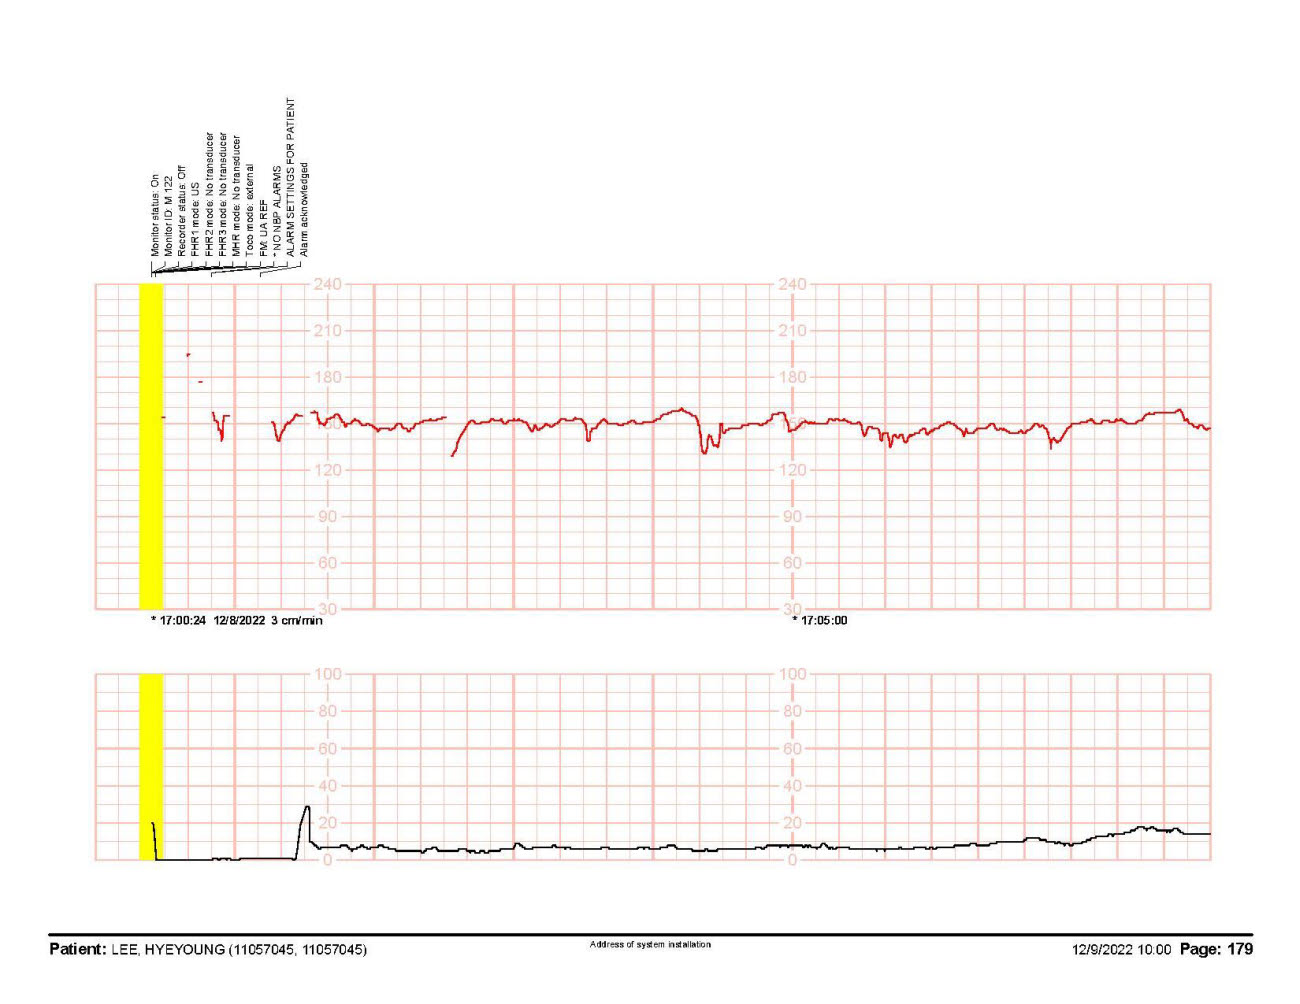 Monitor status: On
Monitor ID: M 122
Recorder status: Off
FHR1 mode: US
FHR2 mode: No transducer
FHR3 mode: No transducer
MHR mode: No transducer
Toco mode: external
FM: UA REF
*NO NBP ALARMS
ALARM SETTINGS FOR PATIENT
Alarm acknowledged
240 240
210 210
180 180
150 150
120 120
90 90
60 60
30 30
* 17:00:24 12/8/2022 3 cm/min * 17:05:00
100 100
80 80
60 60
40 40
20 20
0 0
Patient: LEE, HYEYOUNG (11057045, 11057045) Address of system installation 12/9/2022 10:00 Page: 179